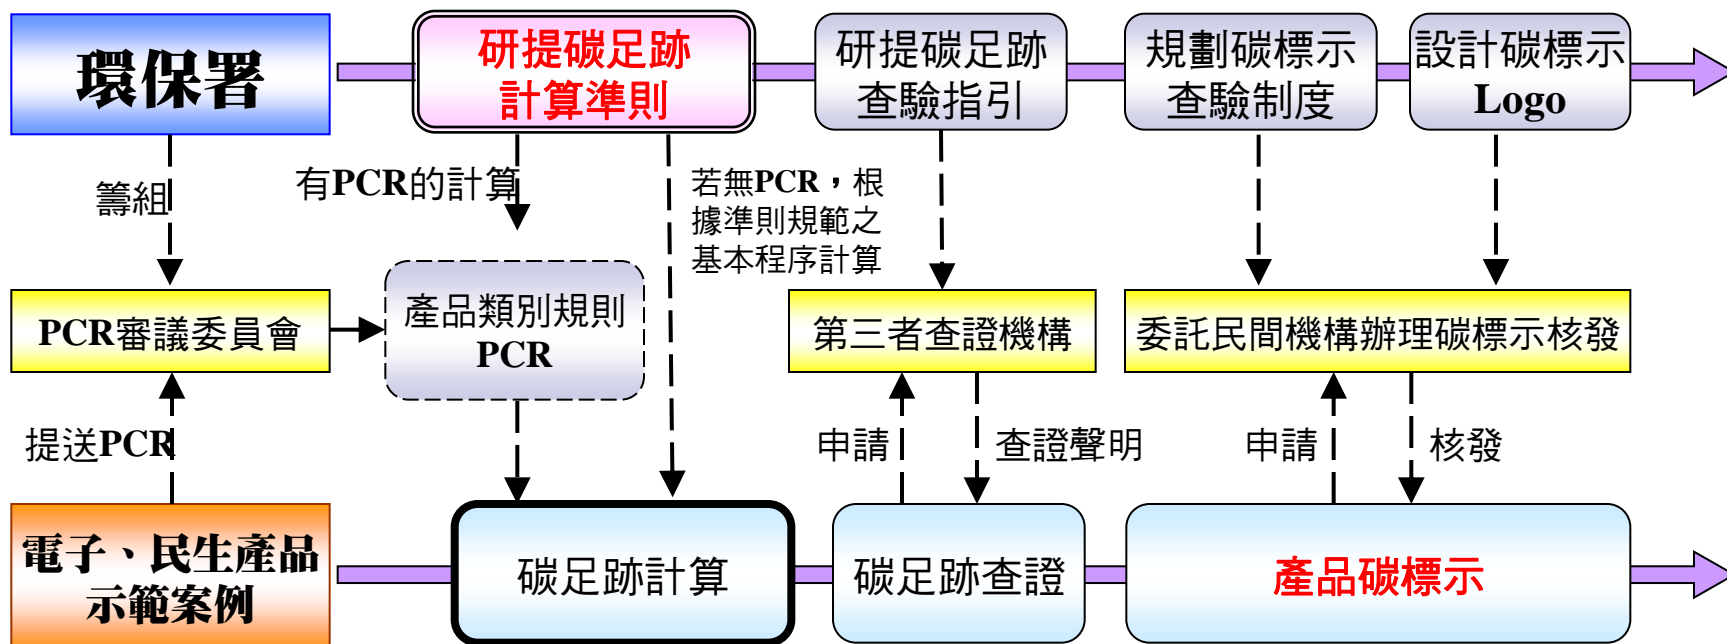 環保署
研提碳足跡
計算準則
研提碳足跡
查驗指引
規劃碳標示
查驗制度
設計碳標示
Logo
籌組
有PCR的計算
若無PCR，根
據準則規範之
基本程序計算
PCR審議委員會
產品類別規則
PCR
第三者查證機構
委託民間機構辦理碳標示核發
提送PCR
申請
查證聲明
申請
核發
電子、民生產品
示範案例
碳足跡計算
碳足跡查證
產品碳標示